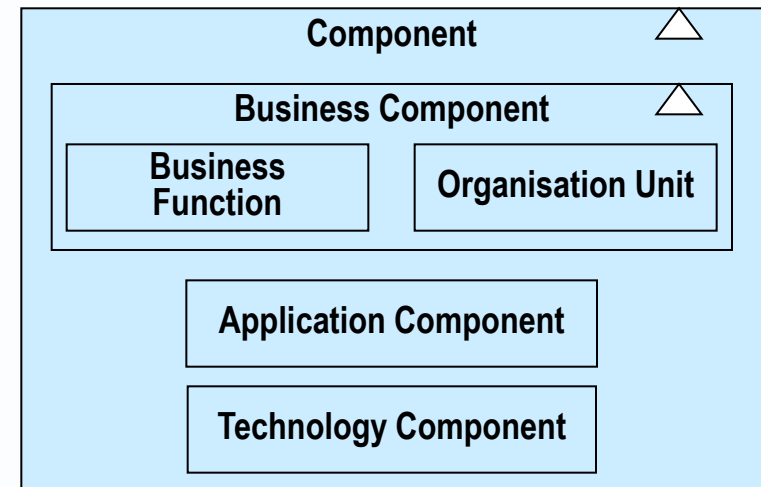 Component
Business Component
Business
Function
Organisation Unit
Application Component
Technology Component